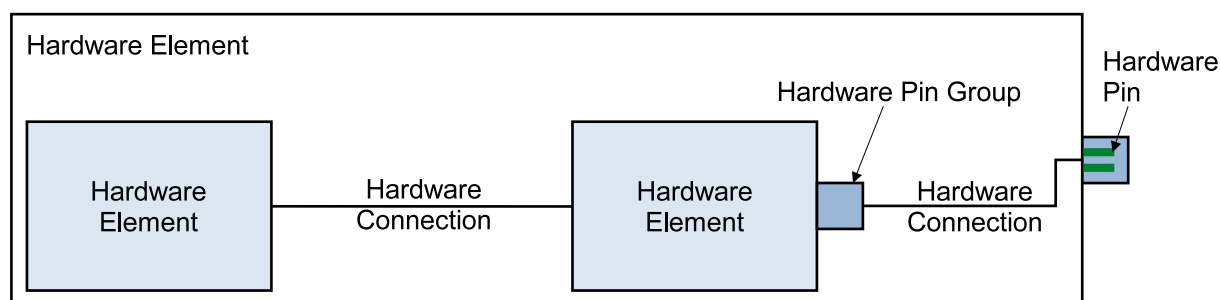 Hardware Element
Hardware
Pin
Hardware Pin Group
Hardware
Element
Hardware
Connection
Hardware
Element
Hardware
Connection